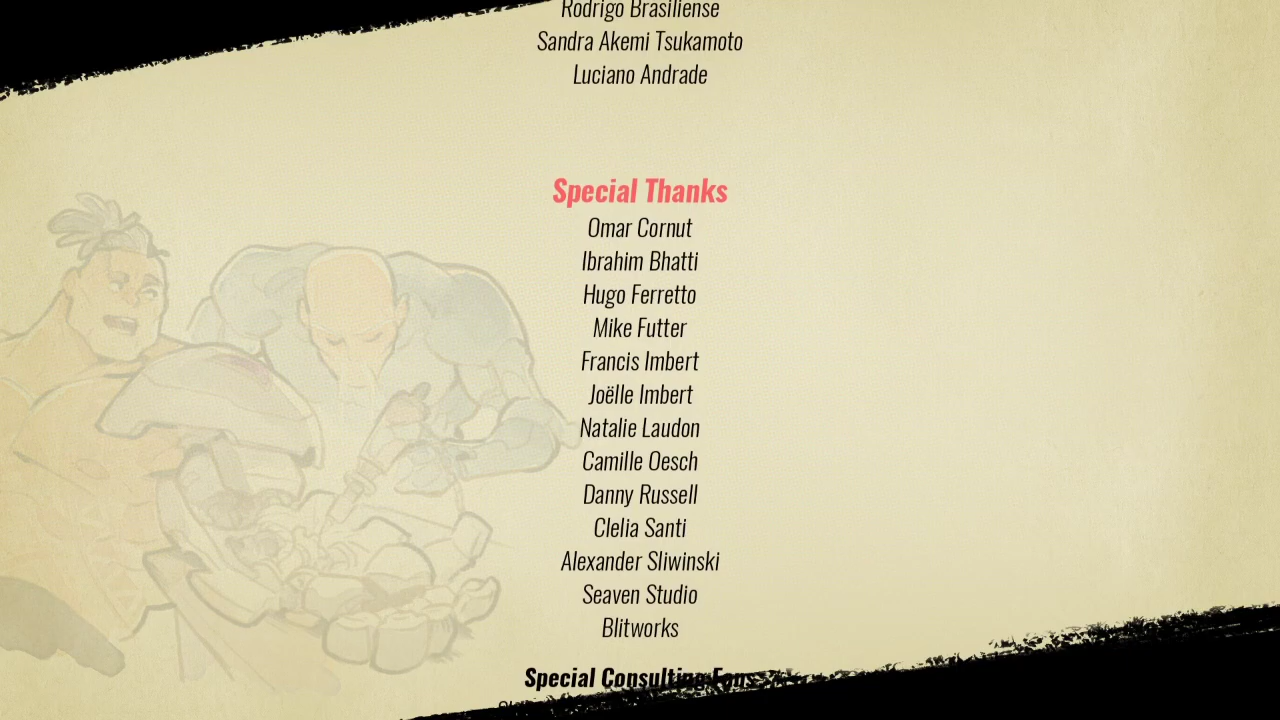 Rodrigo Brasiliense
Sandra Akemi Tsukamoto
Luciano Andrade
Special Thanks
Omar Cornut
Ibrahim Bhatti
Hugo Ferretto
Mike Futter
Francis Imbert
Joëlle Imbert
Natalie Laudon
Camille Oesch
Danny Russell
Clelia Santi
Alexander Sliwinski
Seaven Studio
Blitworks
Special Consulting Fans